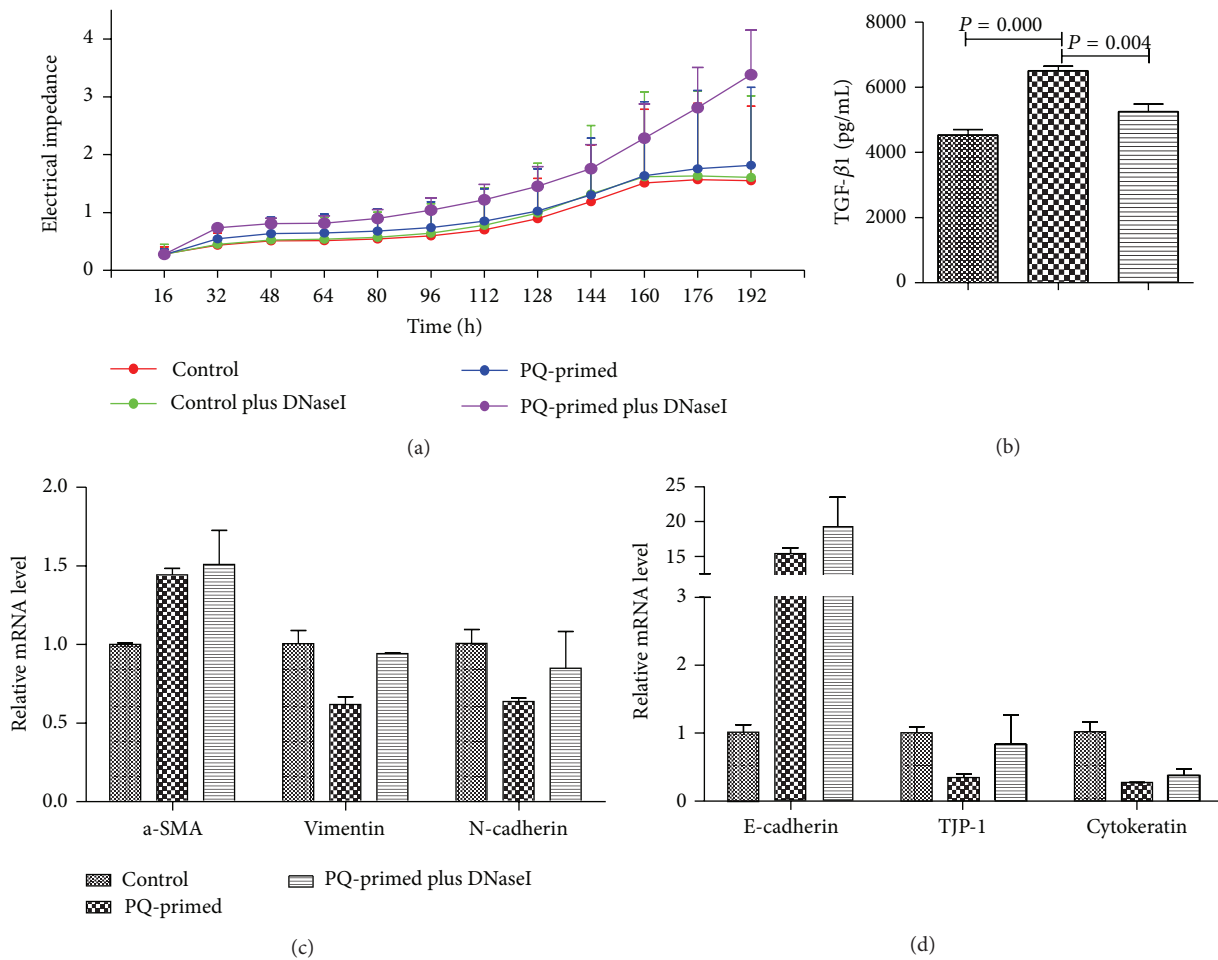 Electrical impedance
4
3
2
1
0
16 32 48 64 80 96 112 128 144 160 176 192
Time (h)
Control
PQ-primed
Control plus DNaseI
PQ-primed plus DNaseI
(a)
TGF-β1 (pg/mL)
8000
6000
4000
2000
0
P = 0.000
P = 0.004
(b)
Relative mRNA level
2.0
1.5
1.0
0.5
0.0
a-SMA Vimentin N-cadherin
Control
PQ-primed plus DNaseI
PQ-primed
(c)
Relative mRNA level
25
20
15
3
2
1
0
E-cadherin TJP-1 Cytokeratin
(d)